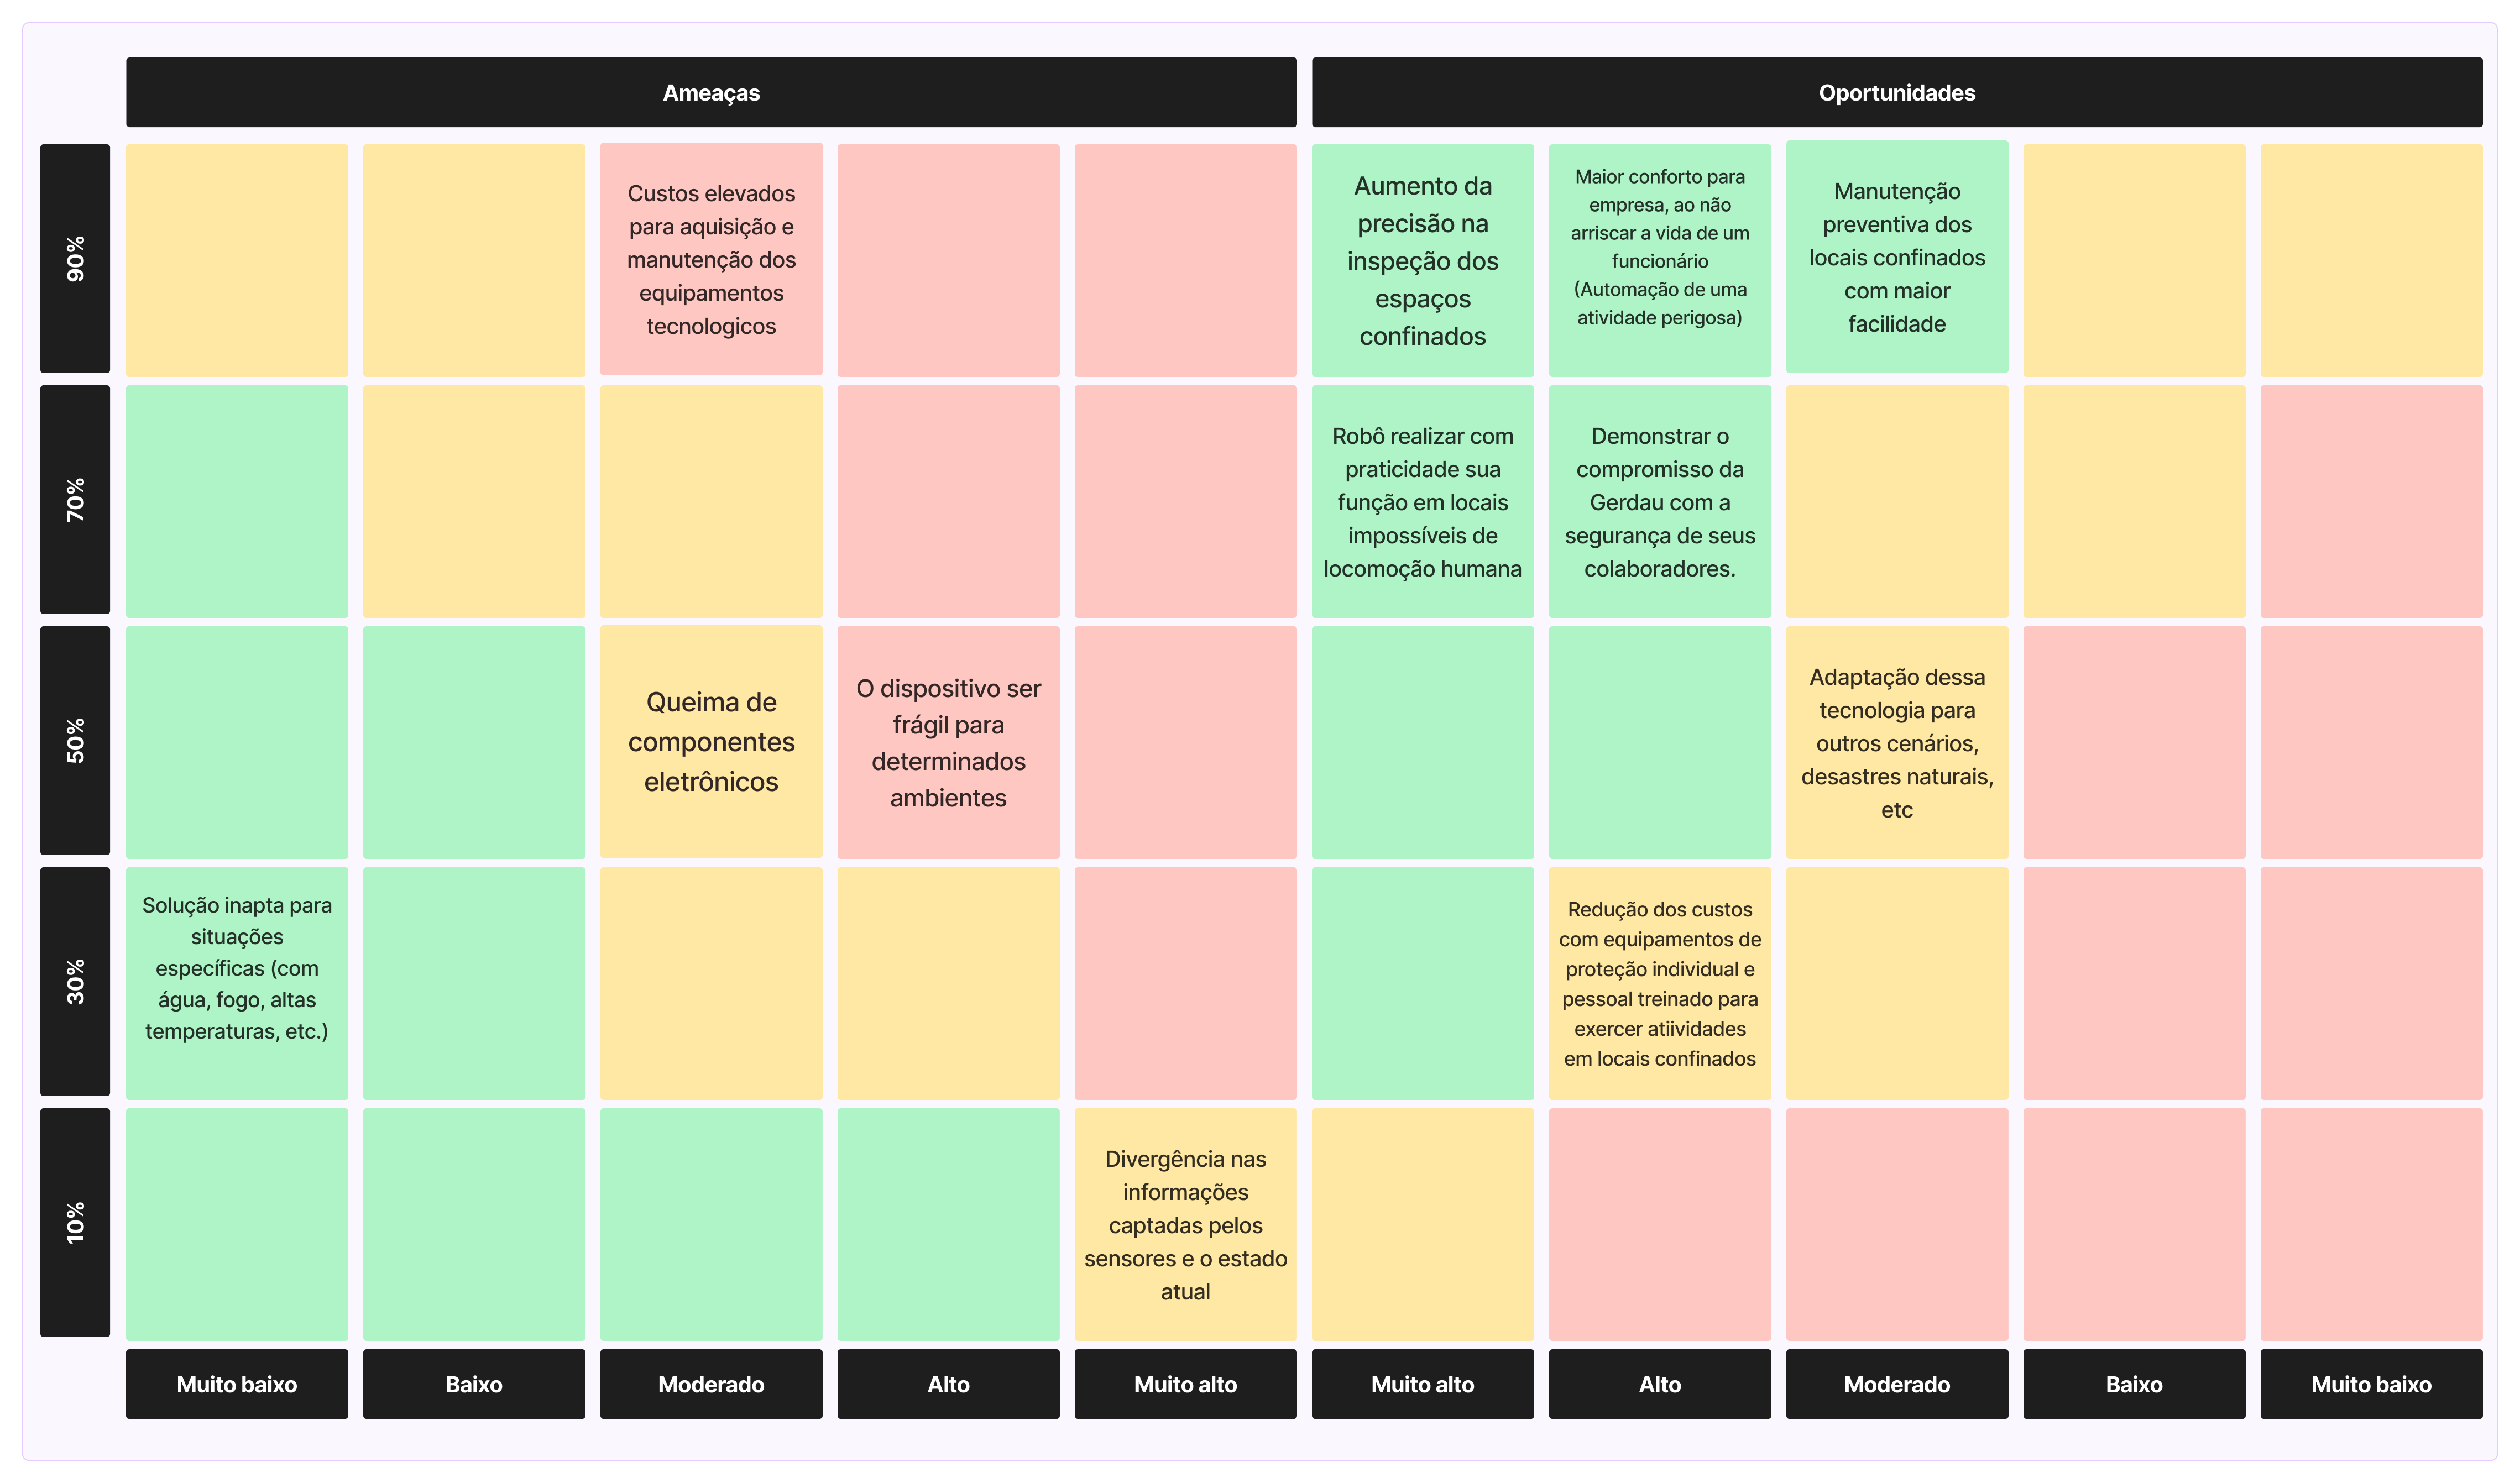 Ameaças
Oportunidades
90%
Custos elevados
para aquisição e
manutenção dos
equipamentos
tecnologicos
Aumento da
precisão na
inspeção dos
espaços
confinados
Maior conforto para
empresa, ao não
arriscar a vida de um
funcionário
(Automação de uma
atividade perigosa)
Manutenção
preventiva dos
locais confinados
com maior
facilidade
70%
Robô realizar com
praticidade sua
função em locais
impossíveis de
locomoção humana
Demonstrar o
compromisso da
Gerdau com a
segurança de seus
colaboradores.
50%
Queima de
componentes
eletrônicos
O dispositivo ser
frágil para
determinados
ambientes
Adaptação dessa
tecnologia para
outros cenários,
desastres naturais,
etc
30%
Solução inapta para
situações
específicas (com
água, fogo, altas
temperaturas, etc.)
Redução dos custos
com equipamentos de
proteção individual e
pessoal treinado para
exercer atiividades
em locais confinados
10%
Divergência nas
informações
captadas pelos
sensores e o estado
atual
Muito baixo
Baixo
Moderado
Alto
Muito alto
Muito alto
Alto
Moderado
Baixo
Muito baixo